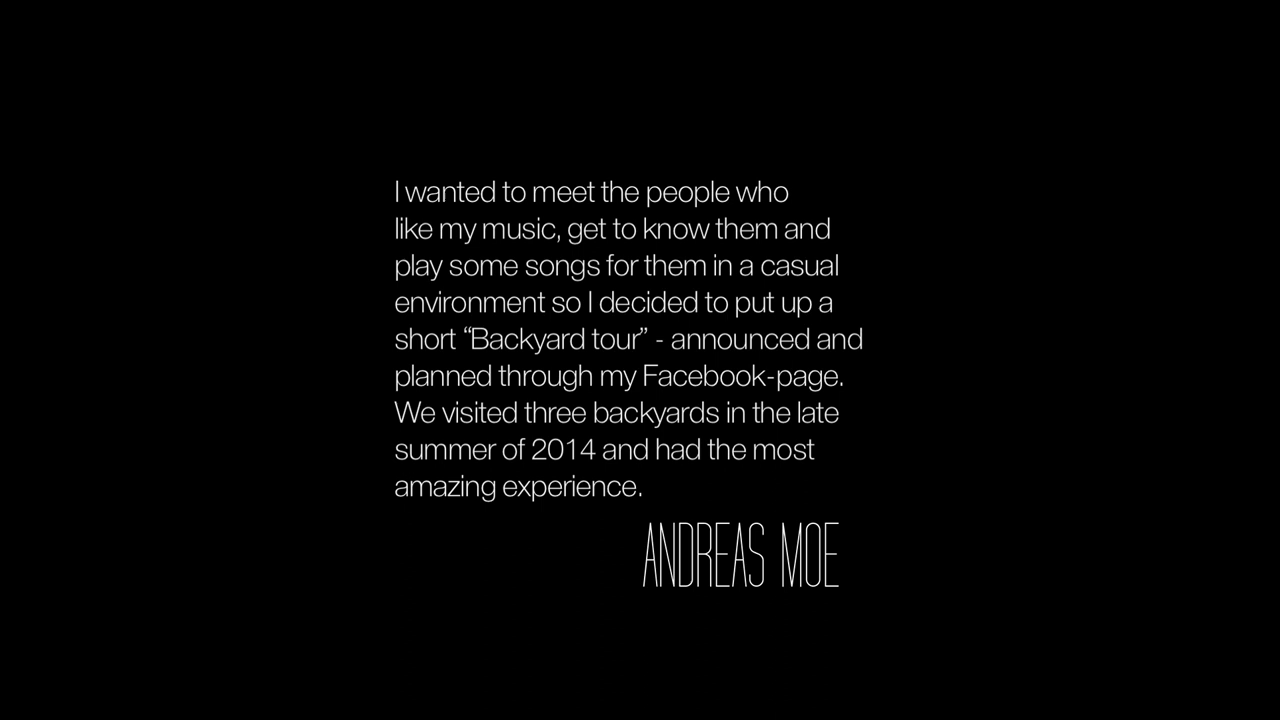 I wanted to meet the people who
like my music, get to know them and
play some songs for them in a casual
environment so I decided to put up a
short “Backyard tour” - announced and
planned through my Facebook-page.
We visited three backyards in the late
summer of 2014 and had the most
amazing experience.
ANDREAS MOE